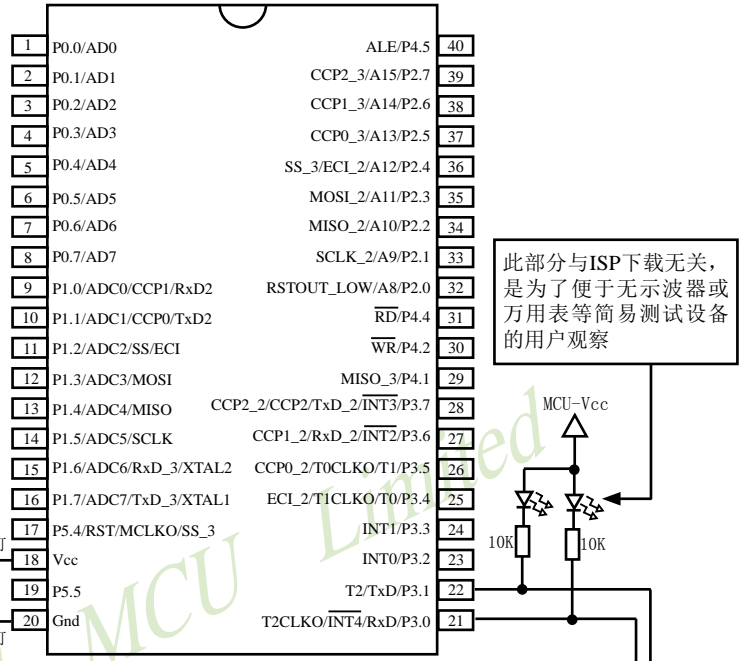 1 P0.0/AD0 ALE/P4.5 40
2 P0.1/AD1 CCP2_3/A15/P2.7 39
3 P0.2/AD2 CCP1_3/A14/P2.6 38
4 P0.3/AD3 CCP0_3/A13/P2.5 37
5 P0.4/AD4 SS_3/ECI_2/A12/P2.4 36
6 P0.5/AD5 MOSI_2/A11/P2.3 35
7 P0.6/AD6 MISO_2/A10/P2.2 34
8 P0.7/AD7 SCLK_2/A9/P2.1 33
9 P1.0/ADC0/CCP1/RxD2 RSTOUT_LOW/A8/P2.0 32
10 P1.1/ADC1/CCP0/TxD2 RD/P4.4 31
11 P1.2/ADC2/SS/ECI WR/P4.2 30
12 P1.3/ADC3/MOSI MISO_3/P4.1 29
13 P1.4/ADC4/MISO CCP2_2/CCP2/TxD_2/INT3/P3.7 28
14 P1.5/ADC5/SCLK CCP1_2/RxD_2/INT2/P3.6 27
15 P1.6/ADC6/RxD_3/XTAL2 CCP0_2/T0CLKO/T1/P3.5 26
16 P1.7/ADC7/TxD_3/XTAL1 ECI_2/T1CLKO/T0/P3.4 25
17 P5.4/RST/MCLKO/SS_3 INT1/P3.3 24
18 Vcc INT0/P3.2 23
19 P5.5 T2/TxD/P3.1 22
20 Gnd T2CLKO/INT4/RxD/P3.0 21
此部分与ISP下载无关，
是为了便于无示波器或
万用表等简易测试设备
的用户观察
MCU-Vcc
10K
10K
MCU Limited